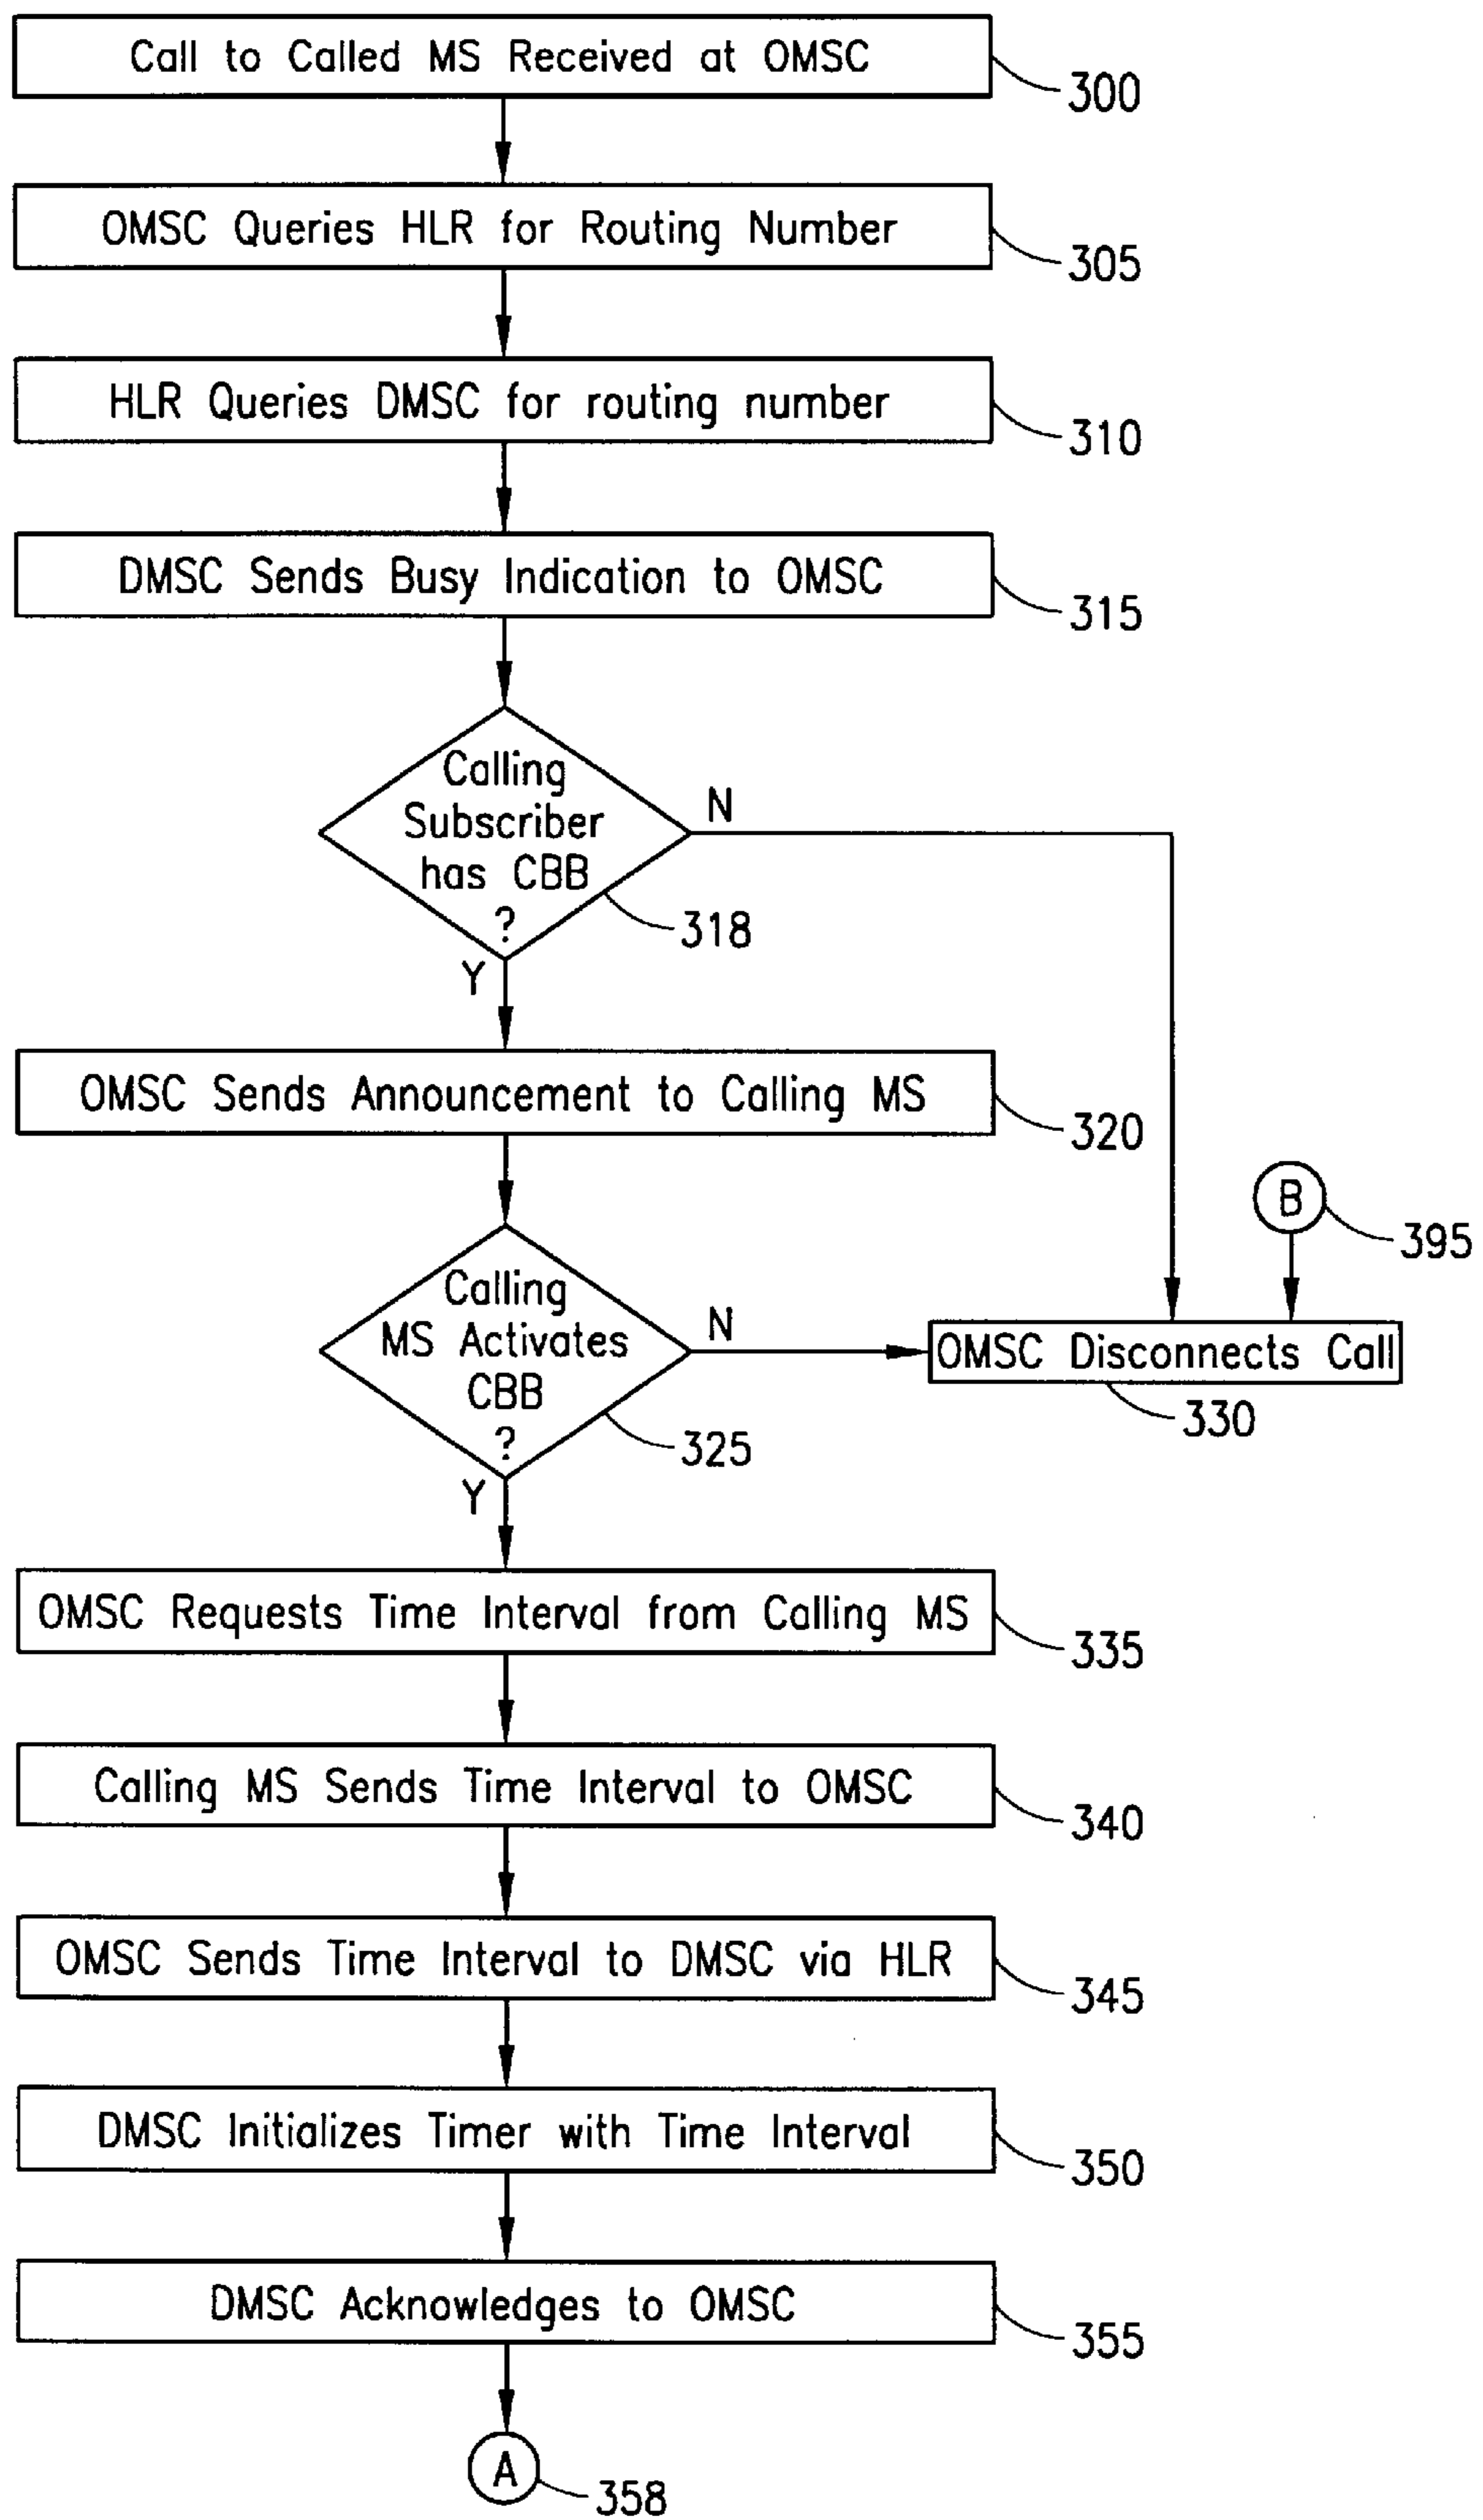 Call to Called MS Received at OMSC
300
OMSC Queries HLR for Routing Number
305
HLR Queries DMSC for routing number
310
DMSC Sends Busy Indication to OMSC
315
Calling
Subscriber
has CBB
?
N
318
Y
OMSC Sends Announcement to Calling MS
320
B
395
Calling
MS Activates
CBB
?
N
325
Y
OMSC Disconnects Call
330
OMSC Requests Time Interval from Calling MS
335
Calling MS Sends Time Interval to OMSC
340
OMSC Sends Time Interval to DMSC via HLR
345
DMSC Initializes Timer with Time Interval
350
DMSC Acknowledges to OMSC
355
A
358